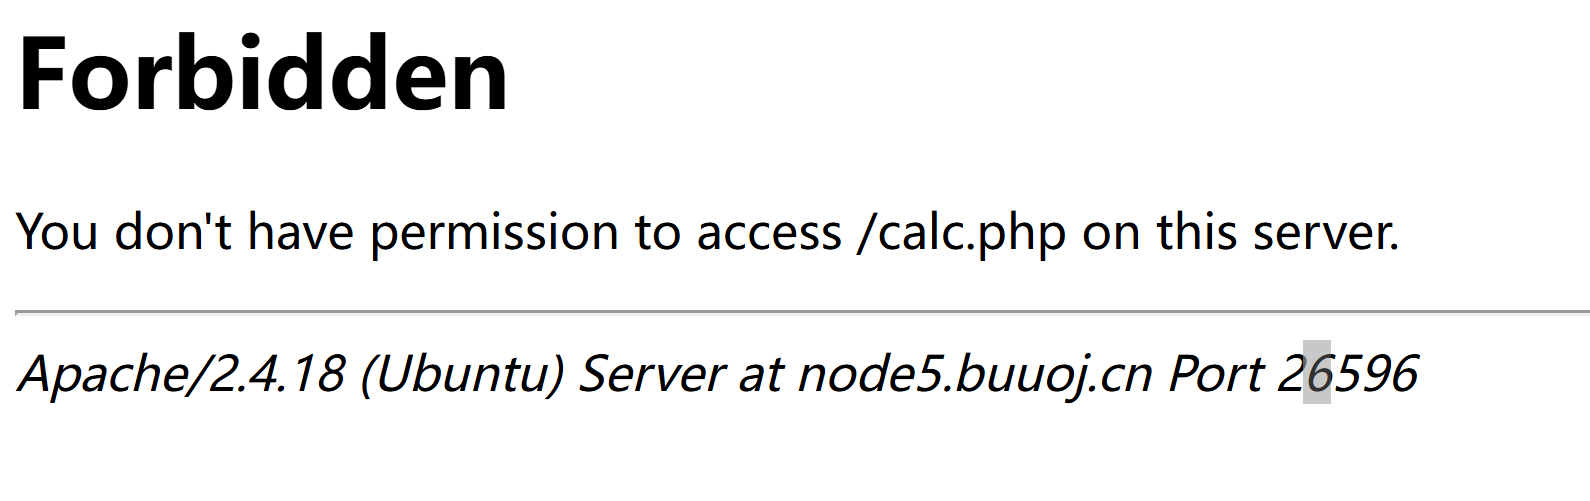 Forbidden
You don't have permission to access /calc.php on this server.
Apache/2.4.18 (Ubuntu) Server at node5.buuoj.cn Port 26596